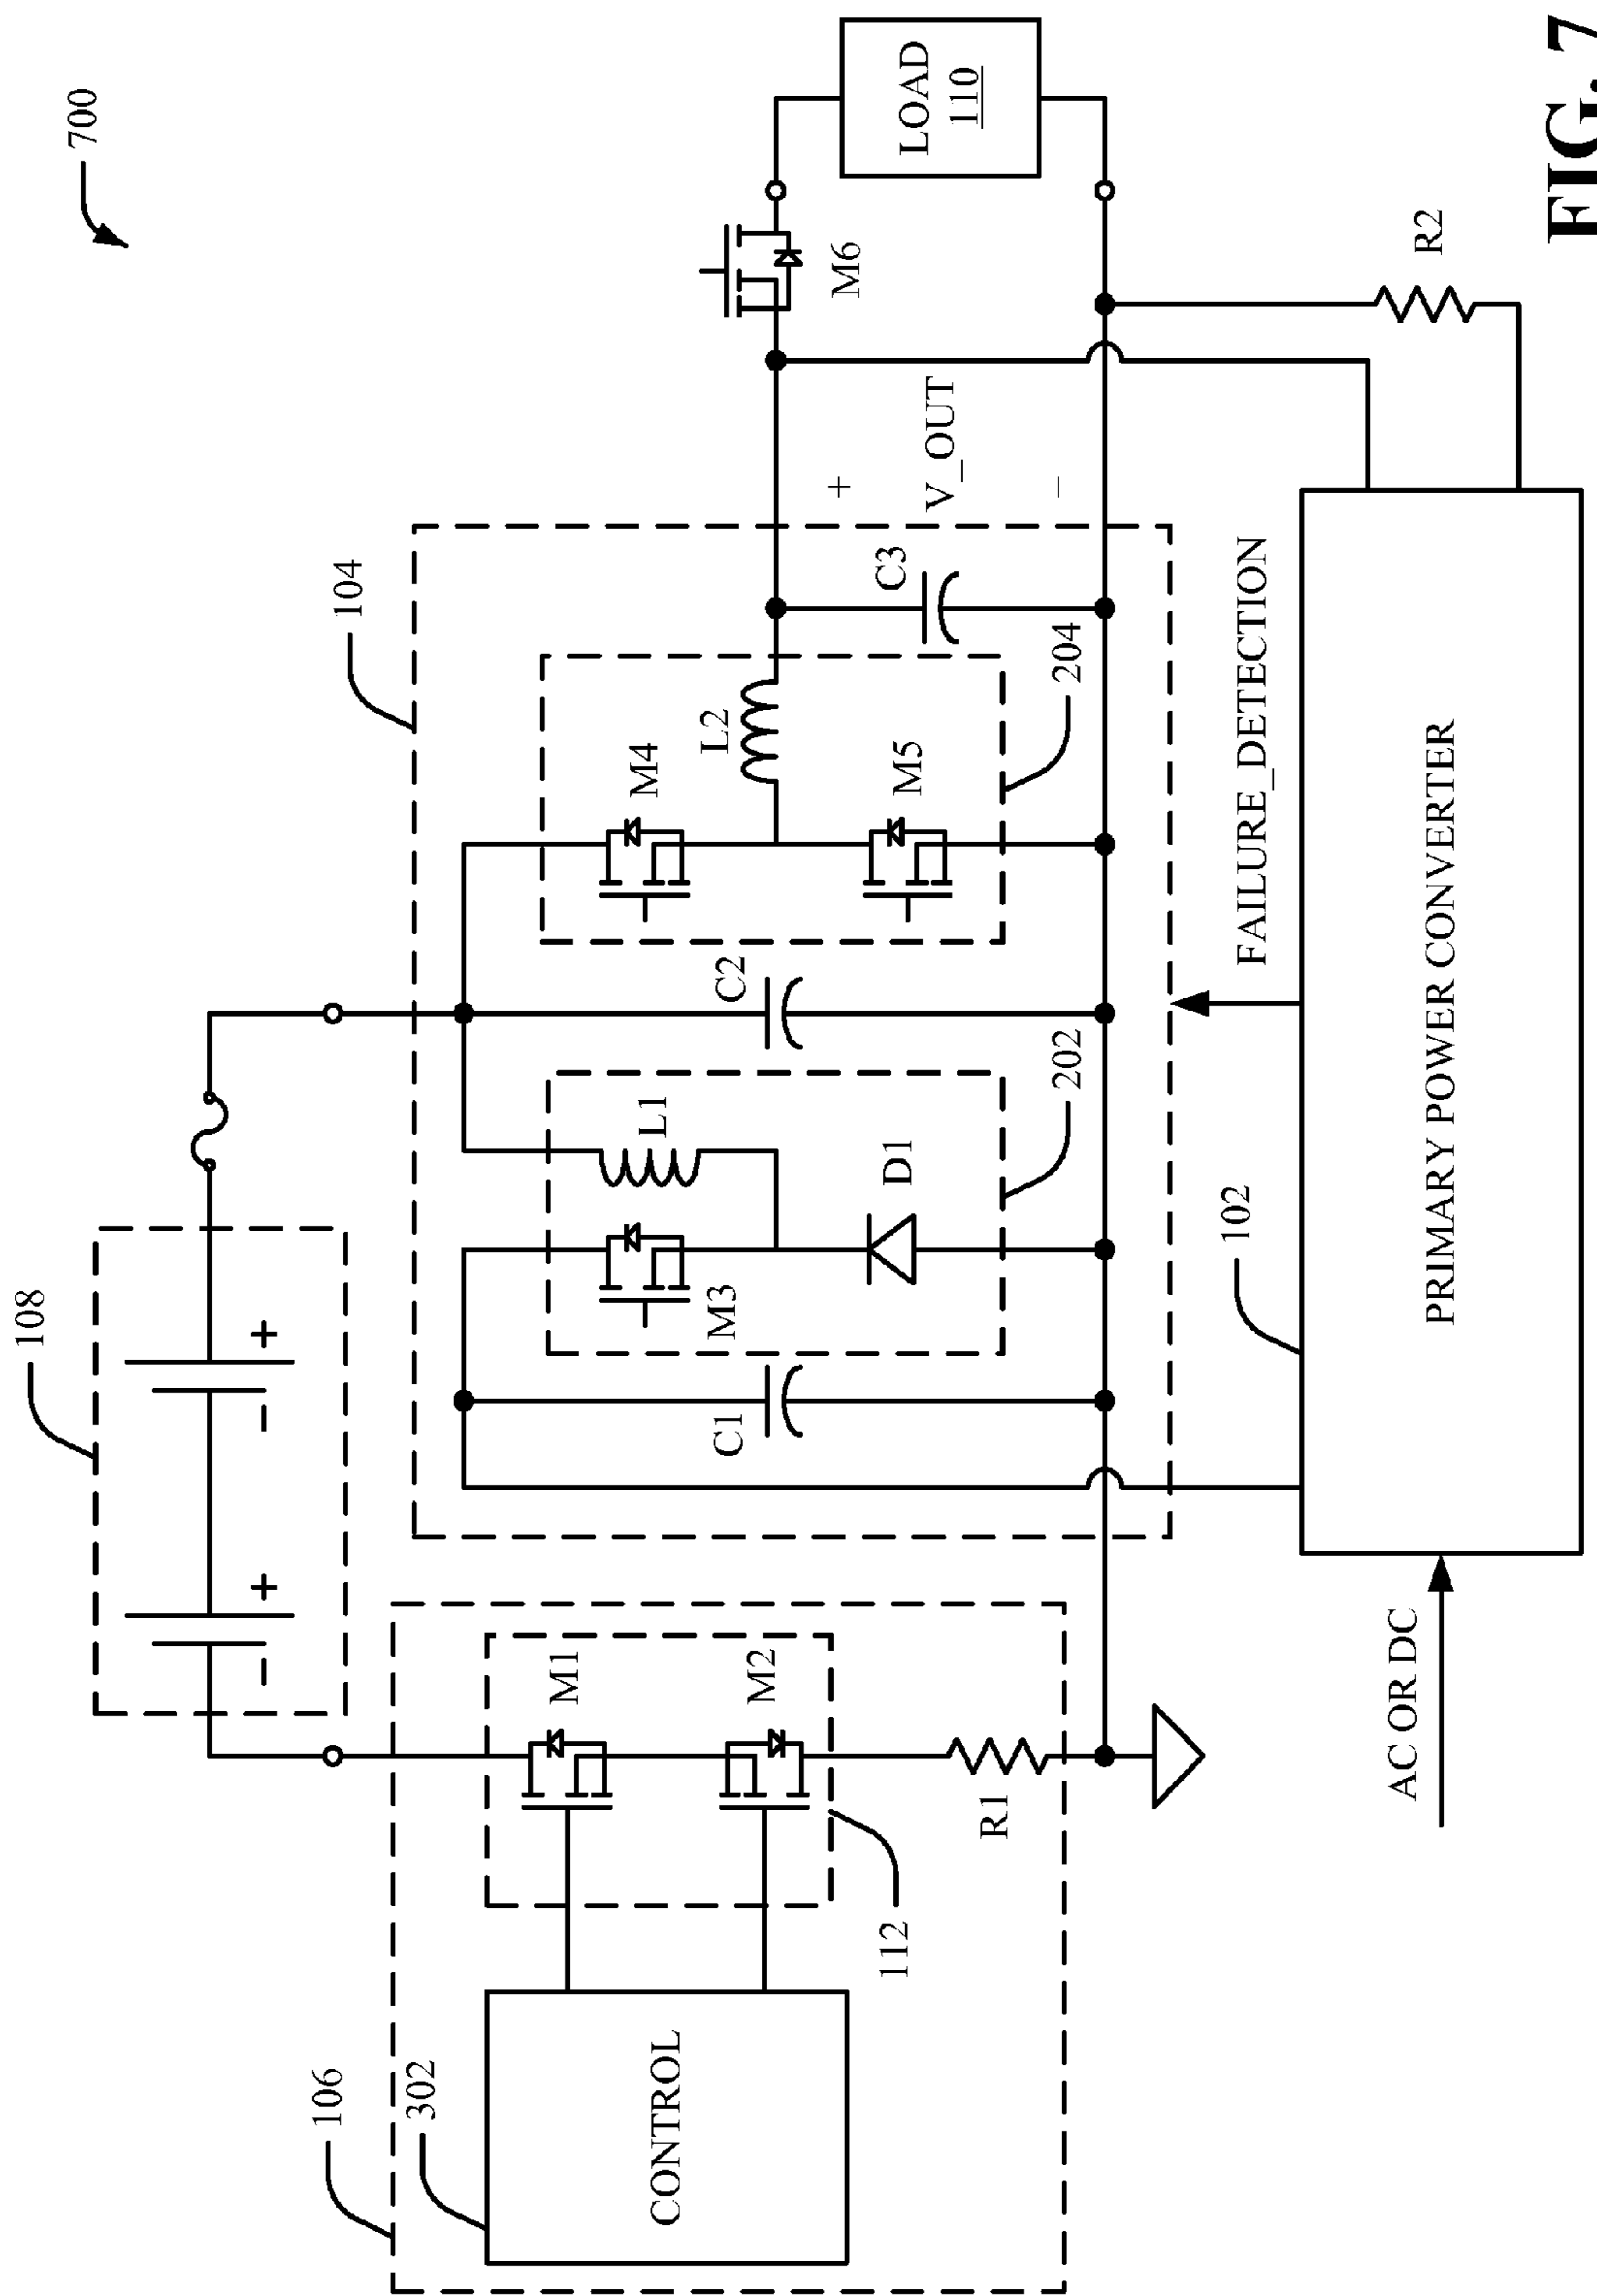 700
108
104
106
302
CONTROL
M1
M2
112
R1
C1
M3
L1
D1
202
C2
M4
M5
L2
204
C3
+
V_OUT
–
M6
LOAD
110
R2
+
–
+
–
FAILURE_DETECTION
102
PRIMARY POWER CONVERTER
AC OR DC
FIG. 7